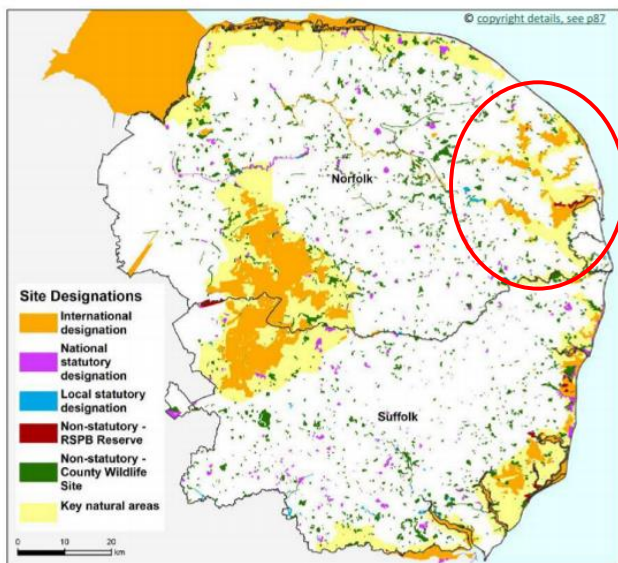 © copyright details, see p87
Norfolk
Site Designations
International
designation
National
statutory
designation
Local statutory
designation
Non-statutory -
RSPB Reserve
Non-statutory -
County Wildlife
Site
Key natural areas
Suffolk
0 10 20
km